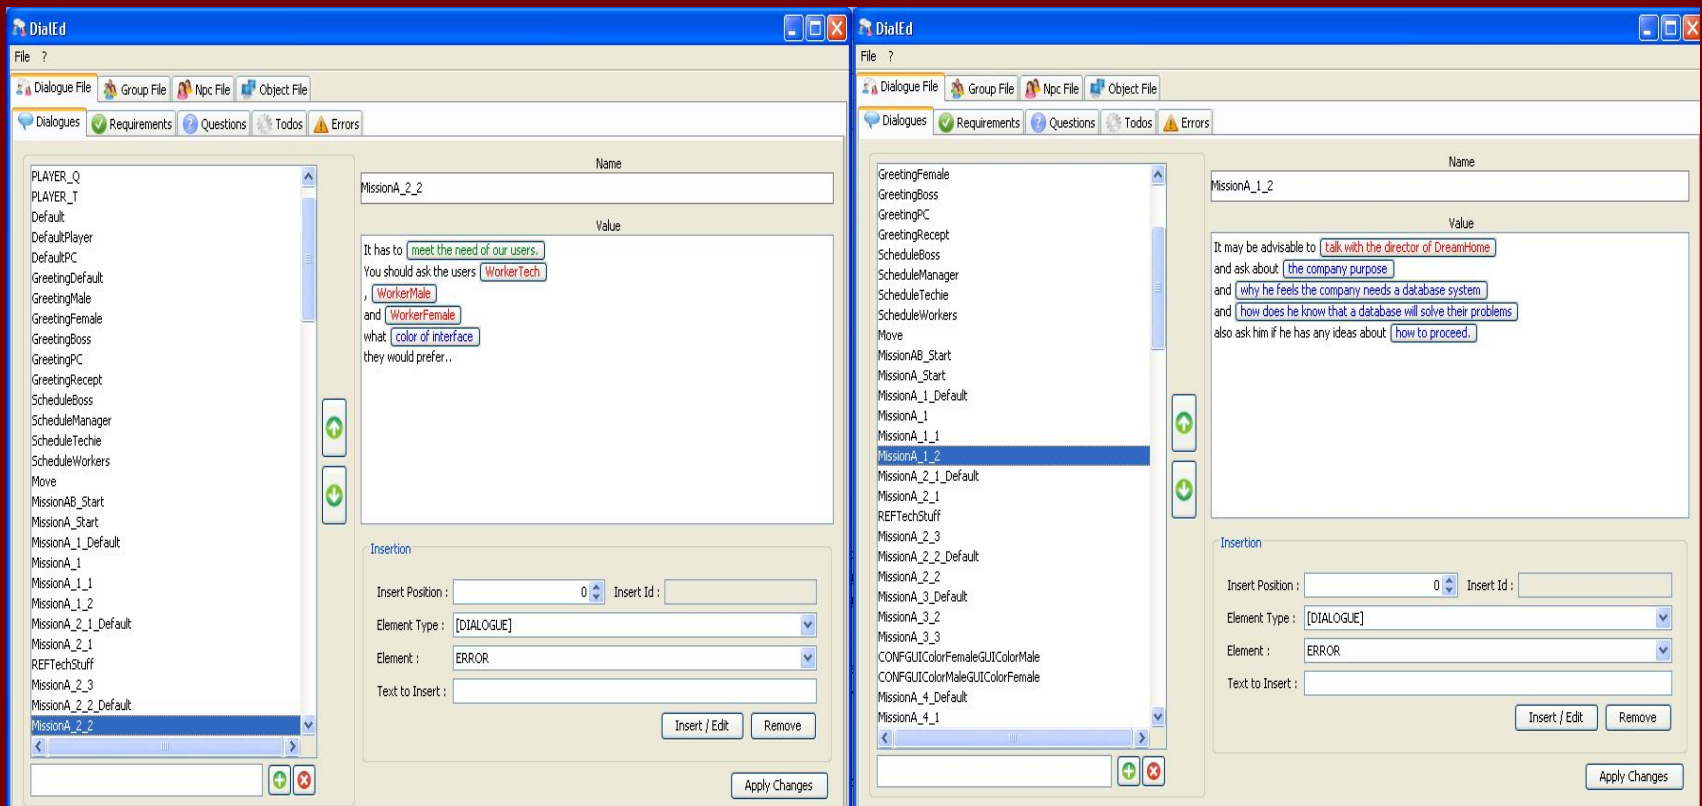 DialEd
File ?
Dialogue File Group File Npc File Object File
Dialogues Requirements Questions Todos Errors
PLAYER_Q
PLAYER_T
Default
DefaultPlayer
DefaultPC
GreetingDefault
GreetingMale
GreetingFemale
GreetingBoss
GreetingPC
GreetingRecept
ScheduleBoss
ScheduleManager
ScheduleTechie
ScheduleWorkers
Move
MissionAB_Start
MissionA_Start
MissionA_1_Default
MissionA_1
MissionA_1_1
MissionA_1_2
MissionA_2_1_Default
MissionA_2_1
REFTechStuff
MissionA_2_3
MissionA_2_2_Default
MissionA_2_2
Name
MissionA_2_2
Value
It has to meet the need of our users.
You should ask the users WorkerTech
, WorkerMale
and WorkerFemale
what color of interface
they would prefer..
Insertion
Insert Position : 0 Insert Id :
Element Type : [DIALOGUE]
Element : ERROR
Text to Insert :
Insert / Edit Remove
Apply Changes
DialEd
File ?
Dialogue File Group File Npc File Object File
Dialogues Requirements Questions Todos Errors
GreetingFemale
GreetingBoss
GreetingPC
GreetingRecept
ScheduleBoss
ScheduleManager
ScheduleTechie
ScheduleWorkers
Move
MissionAB_Start
MissionA_Start
MissionA_1_Default
MissionA_1
MissionA_1_1
MissionA_1_2
MissionA_2_1_Default
MissionA_2_1
REFTechStuff
MissionA_2_3
MissionA_2_2_Default
MissionA_2_2
MissionA_3_Default
MissionA_3_2
MissionA_3_3
CONFGUIColorFemaleGUIColorMale
CONFGUIColorMaleGUIColorFemale
MissionA_4_Default
MissionA_4_1
Name
MissionA_1_2
Value
It may be advisable to talk with the director of DreamHome
and ask about the company purpose
and why he feels the company needs a database system
and how does he know that a database will solve their problems
also ask him if he has any ideas about how to proceed.
Insertion
Insert Position : 0 Insert Id :
Element Type : [DIALOGUE]
Element : ERROR
Text to Insert :
Insert / Edit Remove
Apply Changes